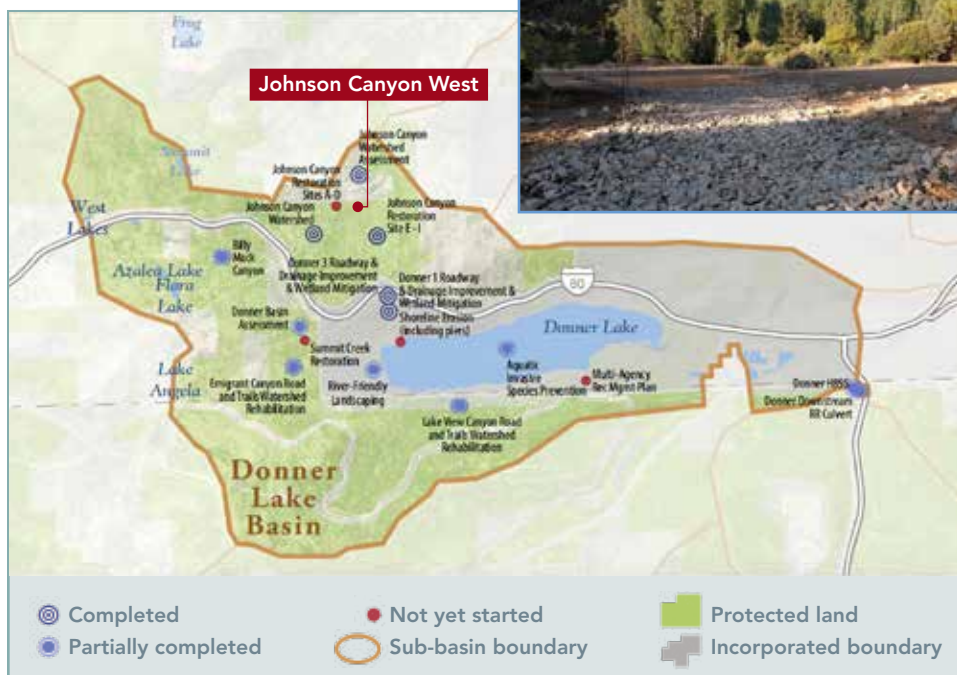 Frog
Lake
Johnson Canyon West
Johnson Canyon
Watershed
Assessment
Summit
Lake
Johnson Canyon
Restoration
Sites A-D
Johnson Canyon
Restoration
Site E - I
Johnson Canyon
Watershed
West
Lakes
Billy
Mack
Canyon
Azalea Lake
Flora
Lake
Donner 3 Roadway &
Drainage Improvement
& Wetland Mitigation
Donner 1 Roadway
& Drainage Improvement &
Wetland Mitigation
80
Shoreline Erosion
(including piers)
Donner Lake
Donner Basin
Assessment
Summit Creek
Restoration
Lake
Angela
Emigrant Canyon Road
and Trails Watershed
Rehabilitation
River-Friendly
Landscaping
Aquatic
Invasive
Species Prevention
Multi-Agency
Rec Mgmt Plan
Donner
Donner Downstream
RR Culvert
Lake View Canyon Road
and Trails Watershed
Rehabilitation
Donner
Lake
Basin
Completed
Not yet started
Protected land
Partially completed
Sub-basin boundary
Incorporated boundary